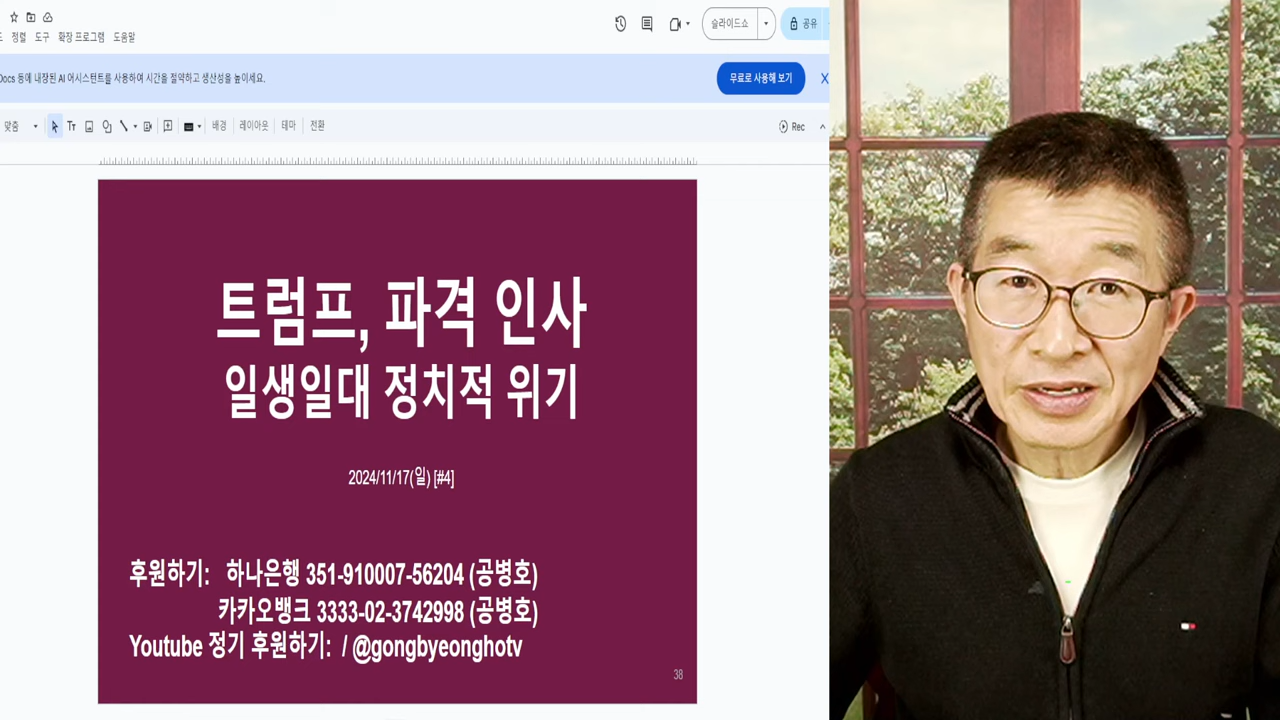 정렬 도구 확장 프로그램 도움말
슬라이드쇼
공유
Docs 등에 내장된 AI 어시스턴트를 사용하여 시간을 절약하고 생산성을 높이세요.
무료로 사용해 보기
맞춤
배경 레이아웃 테마 전환
Rec
트럼프, 파격 인사
일생일대 정치적 위기
2024/11/17(일) [#4]
후원하기: 하나은행 351-910007-56204 (공병호)
카카오뱅크 3333-02-3742998 (공병호)
Youtube 정기 후원하기: / @gongbyeonghotv
38